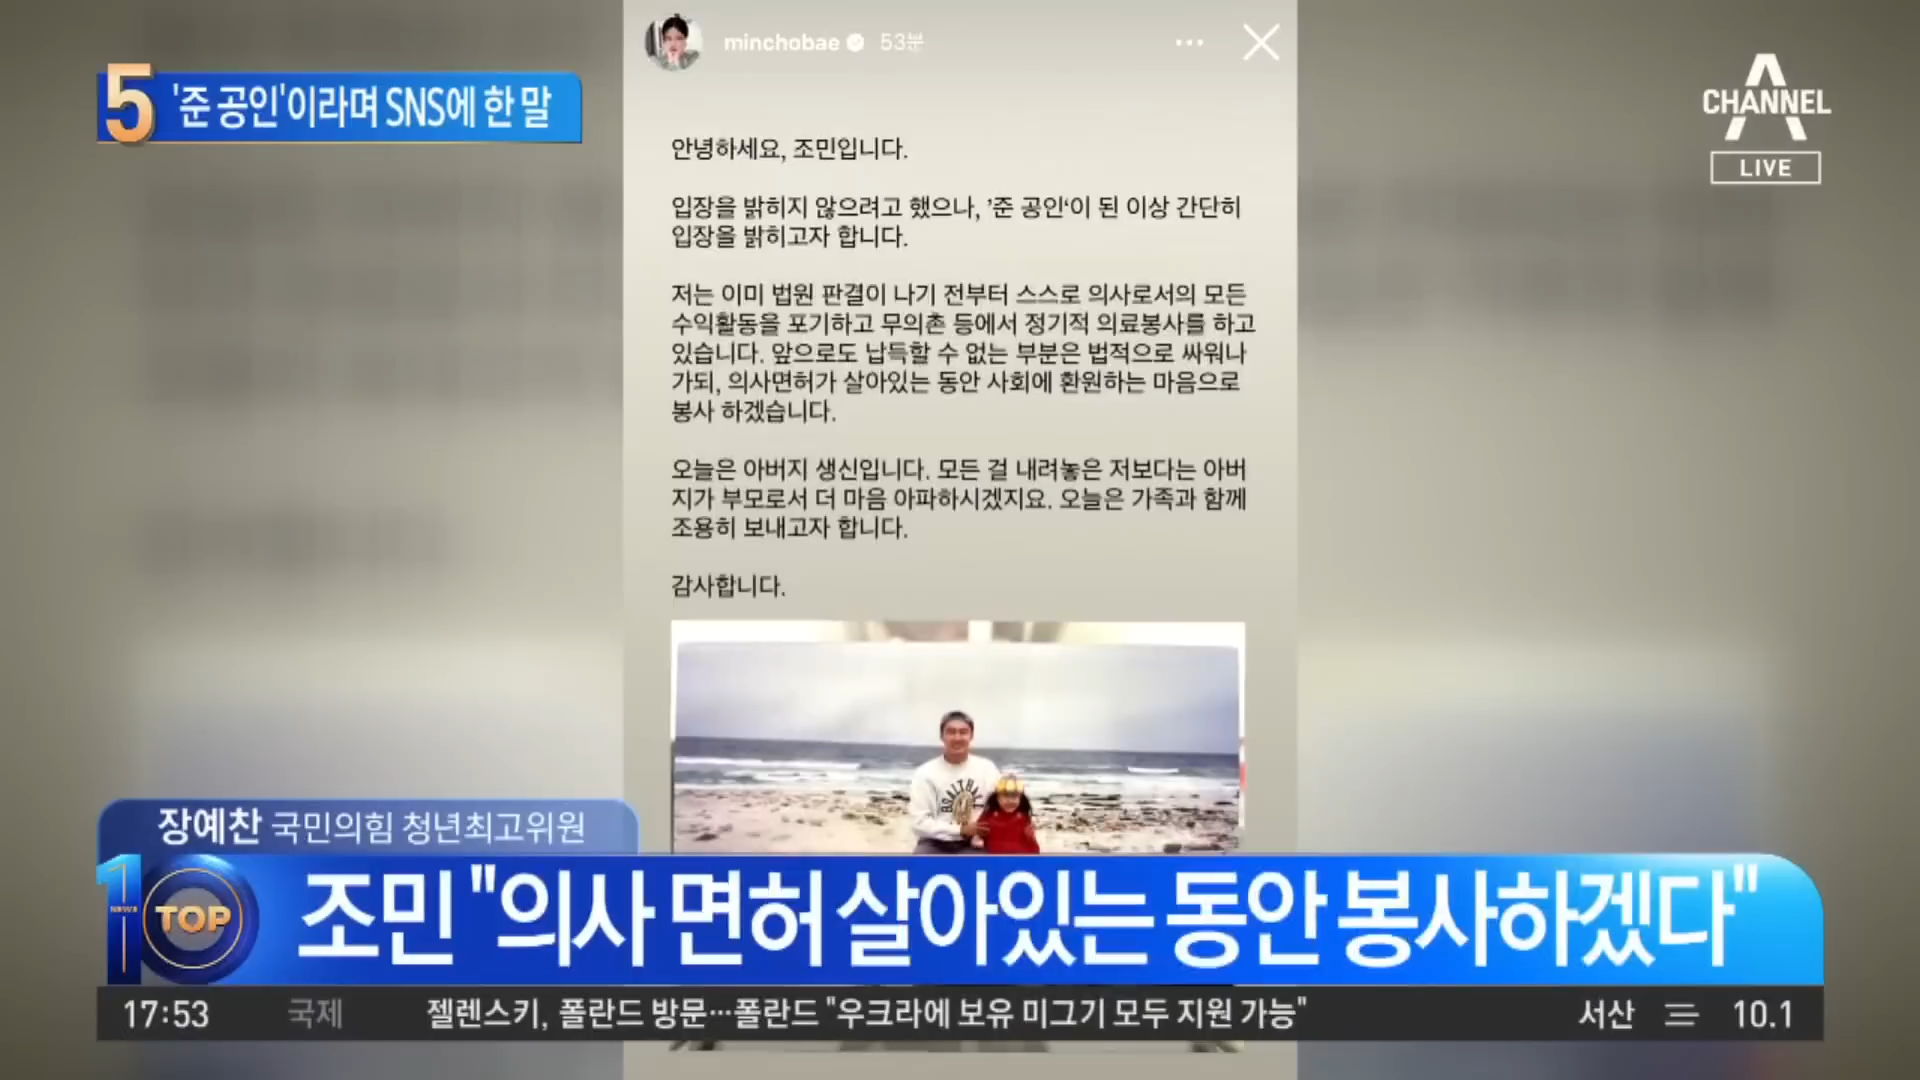 minchobae 53분
5 '준 공인'이라며 SNS에 한 말
CHANNEL A
LIVE
안녕하세요, 조민입니다.
입장을 밝히지 않으려고 했으나, ’준 공인‘이 된 이상 간단히
입장을 밝히고자 합니다.
저는 이미 법원 판결이 나기 전부터 스스로 의사로서의 모든
수익활동을 포기하고 무의촌 등에서 정기적 의료봉사를 하고
있습니다. 앞으로도 납득할 수 없는 부분은 법적으로 싸워나
가되, 의사면허가 살아있는 동안 사회에 환원하는 마음으로
봉사 하겠습니다.
오늘은 아버지 생신입니다. 모든 걸 내려놓은 저보다는 아버
지가 부모로서 더 마음 아파하시겠지요. 오늘은 가족과 함께
조용히 보내고자 합니다.
감사합니다.
장예찬 국민의힘 청년최고위원
NEWS TOP 10
조민 "의사 면허 살아있는 동안 봉사하겠다"
17:53 국제 젤렌스키, 폴란드 방문…폴란드 "우크라에 보유 미그기 모두 지원 가능" 서산 10.1